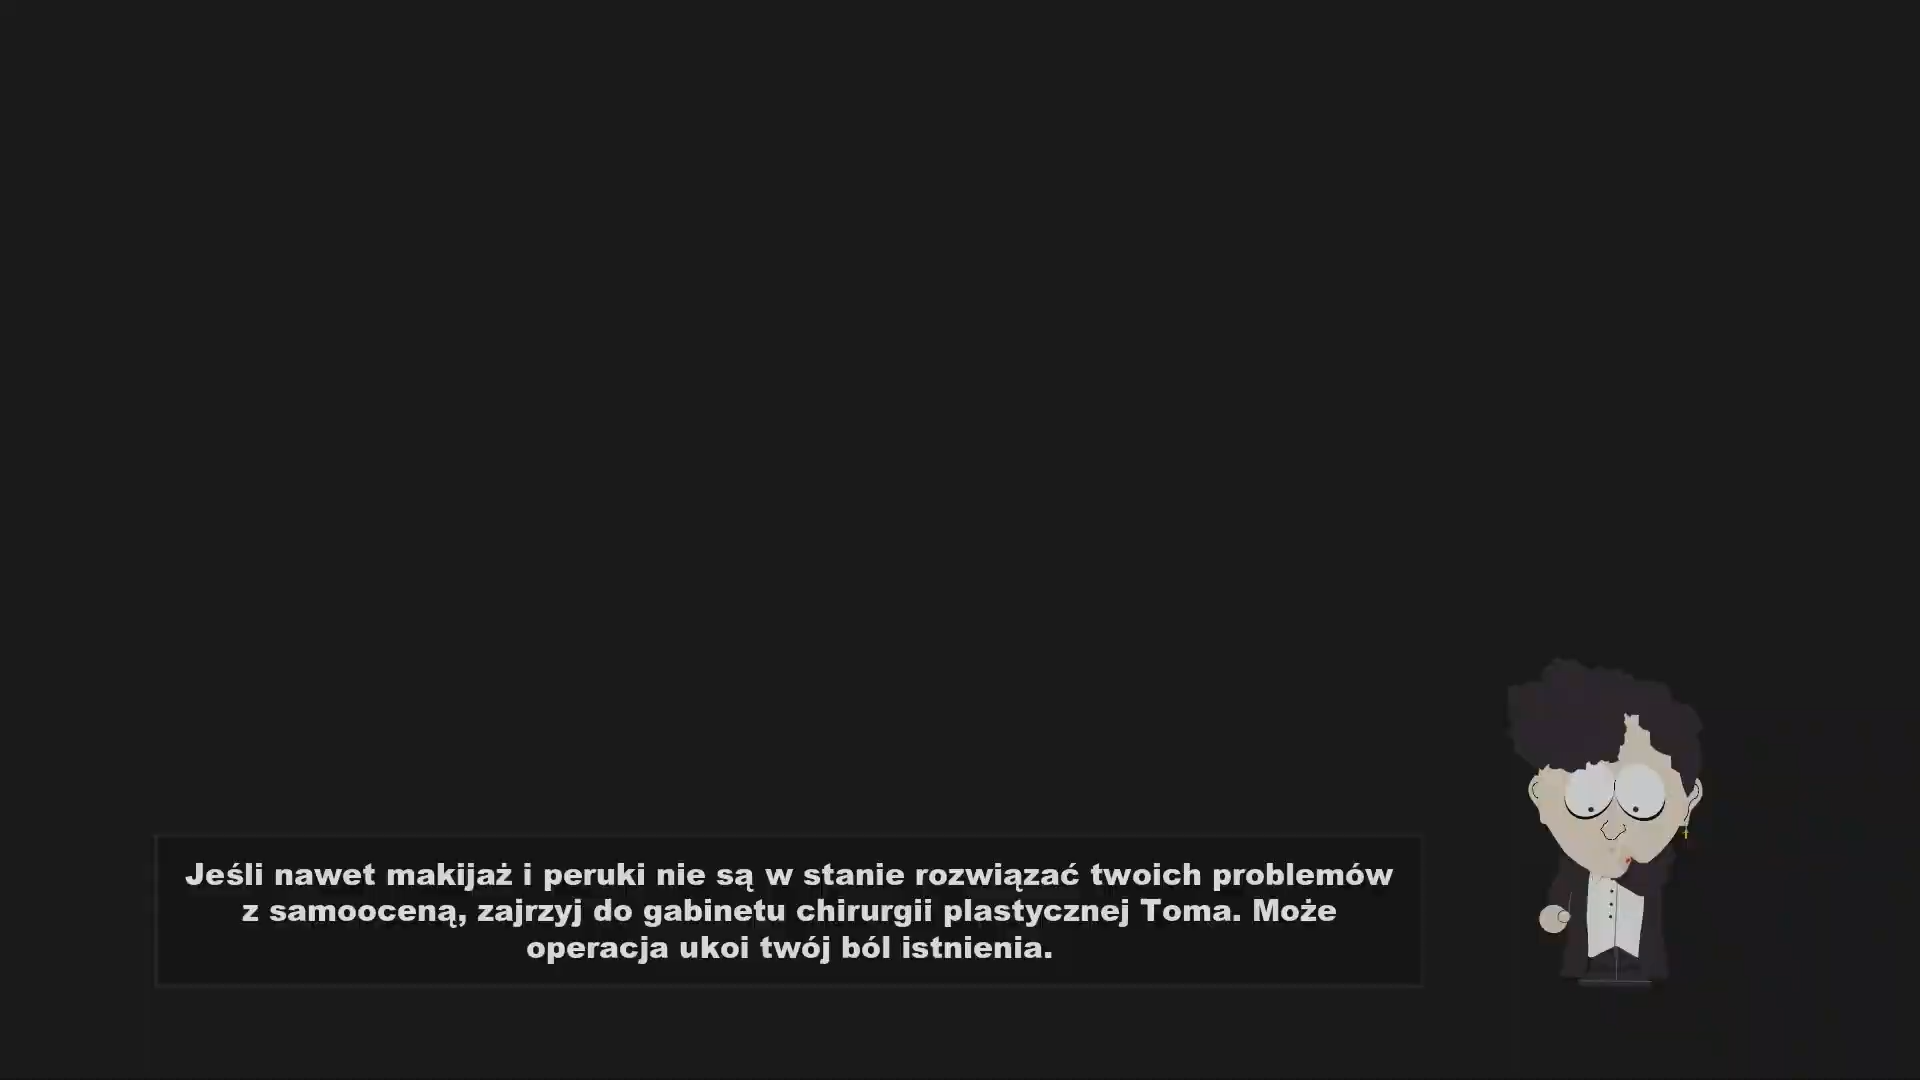 Jeśli nawet makijaż i peruki nie są w stanie rozwiązać twoich problemów
z samooceną, zajrzyj do gabinetu chirurgii plastycznej Toma. Może
operacja ukoi twój ból istnienia.